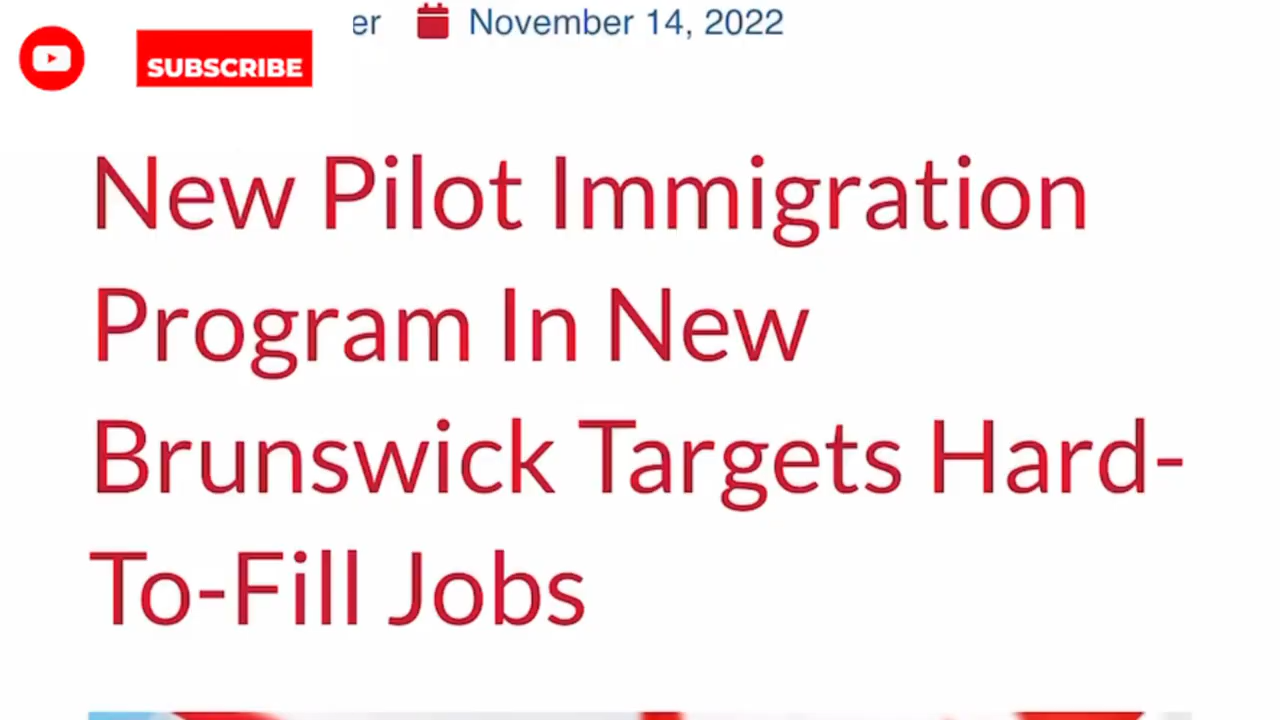 er November 14, 2022
SUBSCRIBE
New Pilot Immigration
Program In New
Brunswick Targets Hard-
To-Fill Jobs